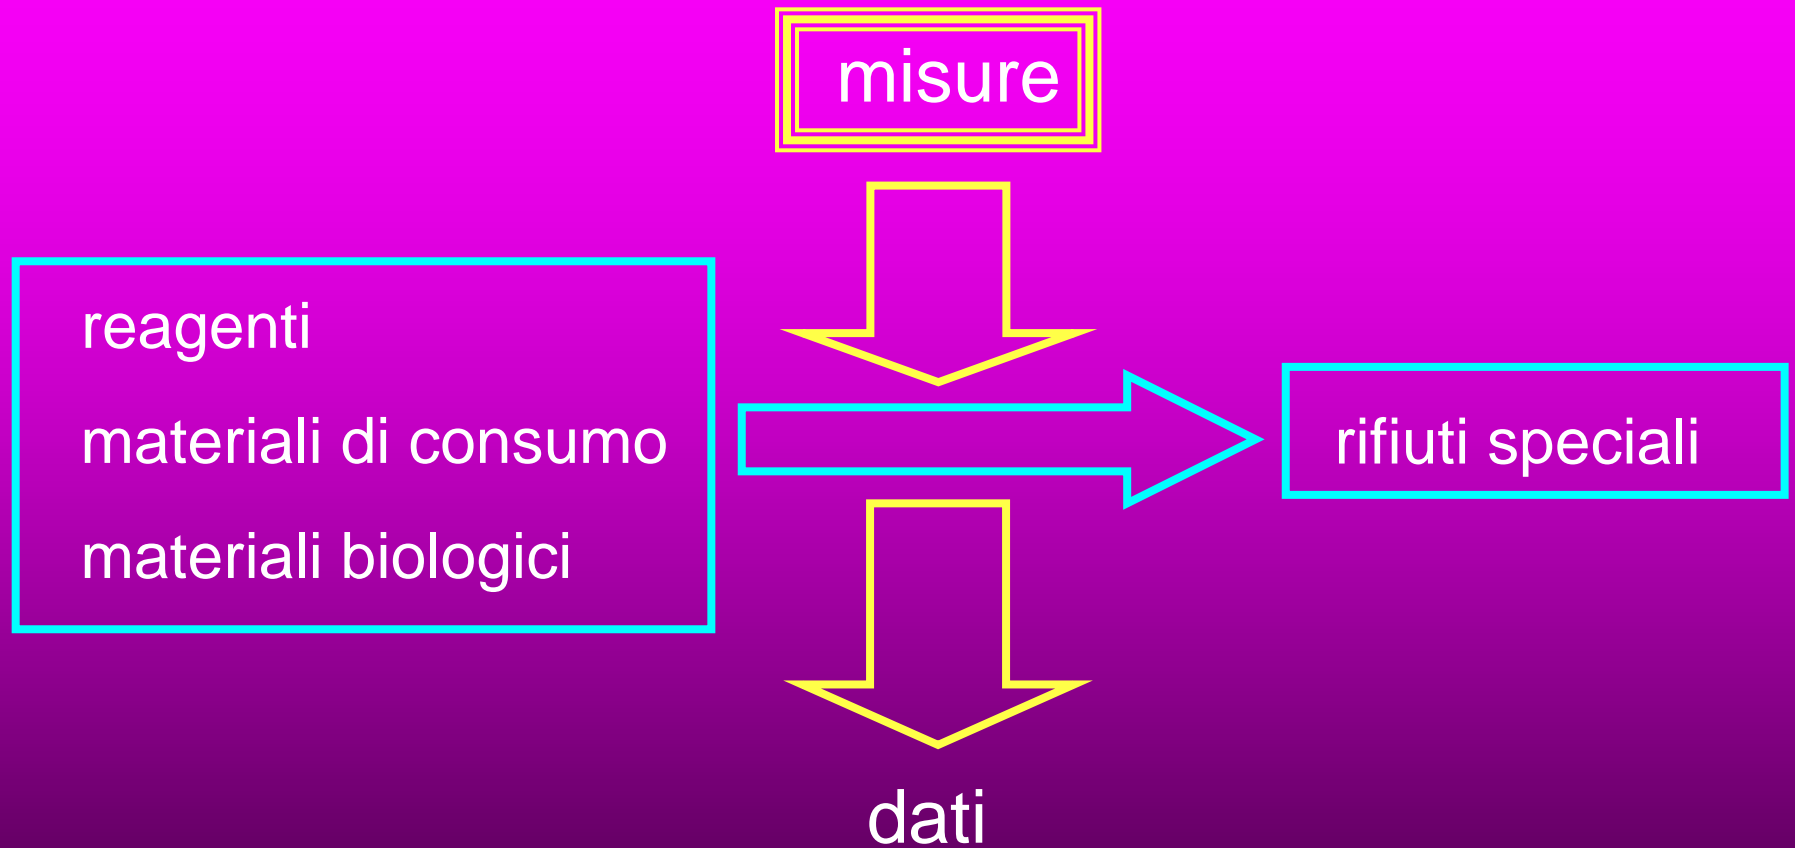 misure
reagenti
materiali di consumo
materiali biologici
rifiuti speciali
dati